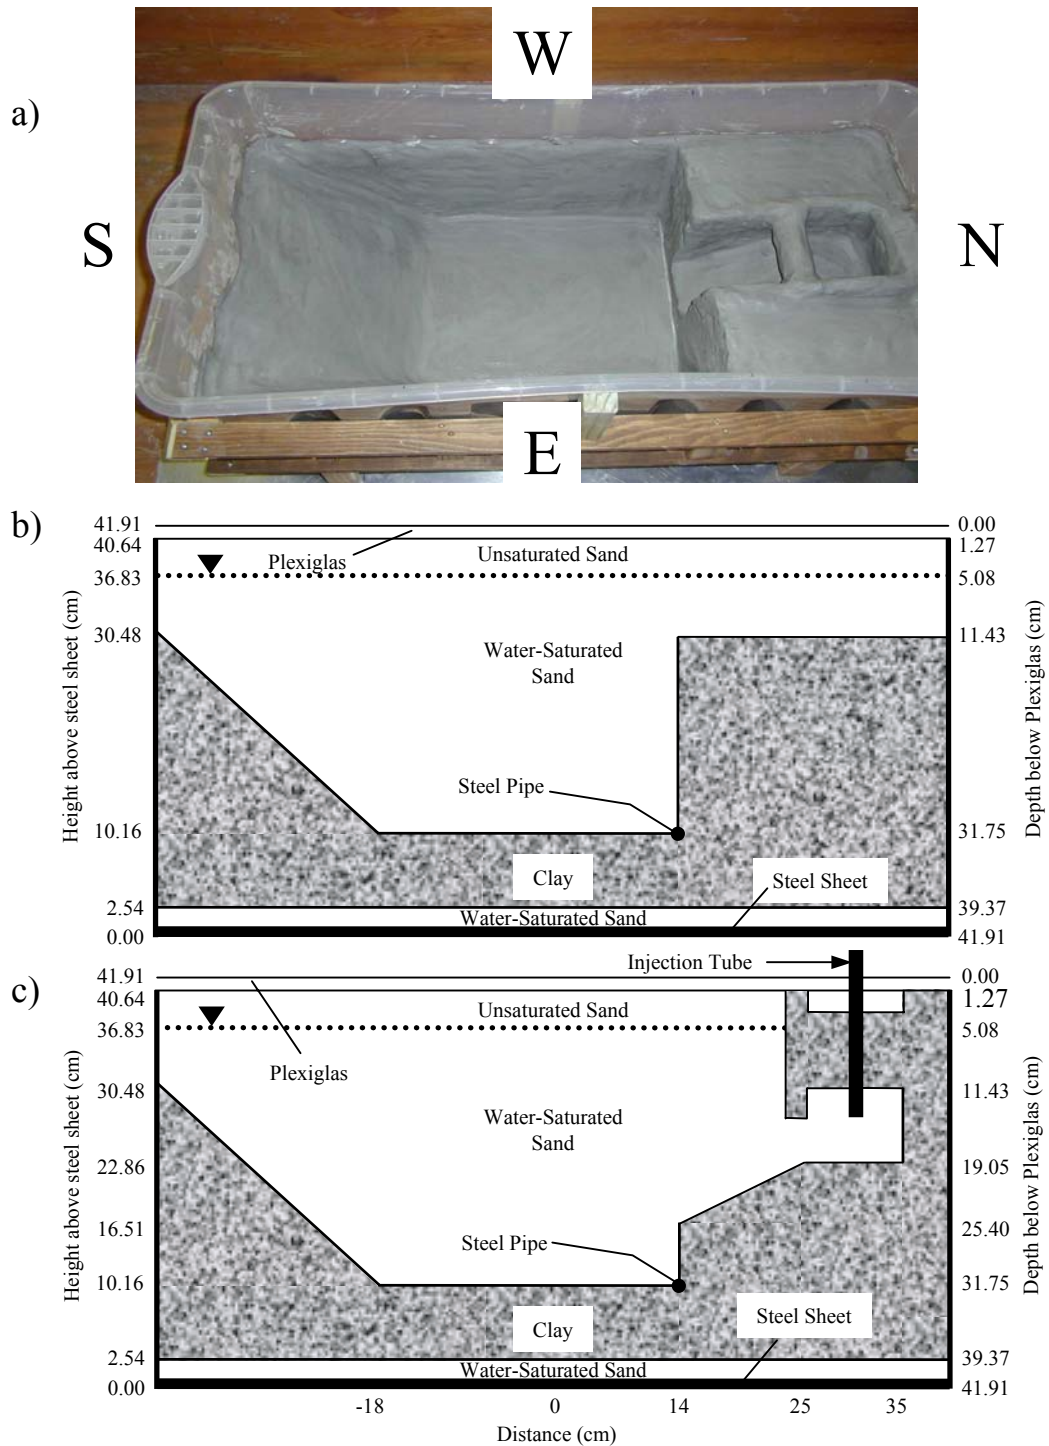 W
a)
S
N
E
b)
41.91
0.00
40.64
Unsaturated Sand
1.27
Plexiglas
36.83
5.08
30.48
11.43
Water-Saturated
Sand
Height above steel sheet (cm)
Depth below Plexiglas (cm)
Steel Pipe
10.16
31.75
Clay
Steel Sheet
2.54
Water-Saturated Sand
39.37
0.00
41.91
Injection Tube
c)
41.91
0.00
40.64
Unsaturated Sand
1.27
36.83
5.08
Plexiglas
30.48
11.43
Water-Saturated
Sand
Height above steel sheet (cm)
Depth below Plexiglas (cm)
22.86
19.05
16.51
25.40
Steel Pipe
10.16
31.75
Steel Sheet
Clay
2.54
Water-Saturated Sand
39.37
0.00
41.91
-18
0
14
25
35
Distance (cm)